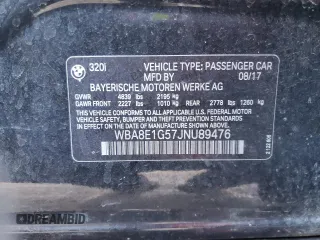 320i VEHICLE TYPE: PASSENGER CAR
MFD BY 08/17
BAYERISCHE MOTOREN WERKE AG
GVWR 4839 lbs 2195 kg
GAWR FRONT 2227 lbs 1010 kg REAR 2778 lbs 1260 kg
WBA8E1G57JNU89476
THIS VEHICLE CONFORMS TO ALL APPLICABLE FEDERAL MOTOR
VEHICLE SAFETY, BUMPER, AND THEFT PREVENTION STANDARDS
IN EFFECT ON THE DATE OF MANUFACTURE SHOWN ABOVE.
DREAMBID